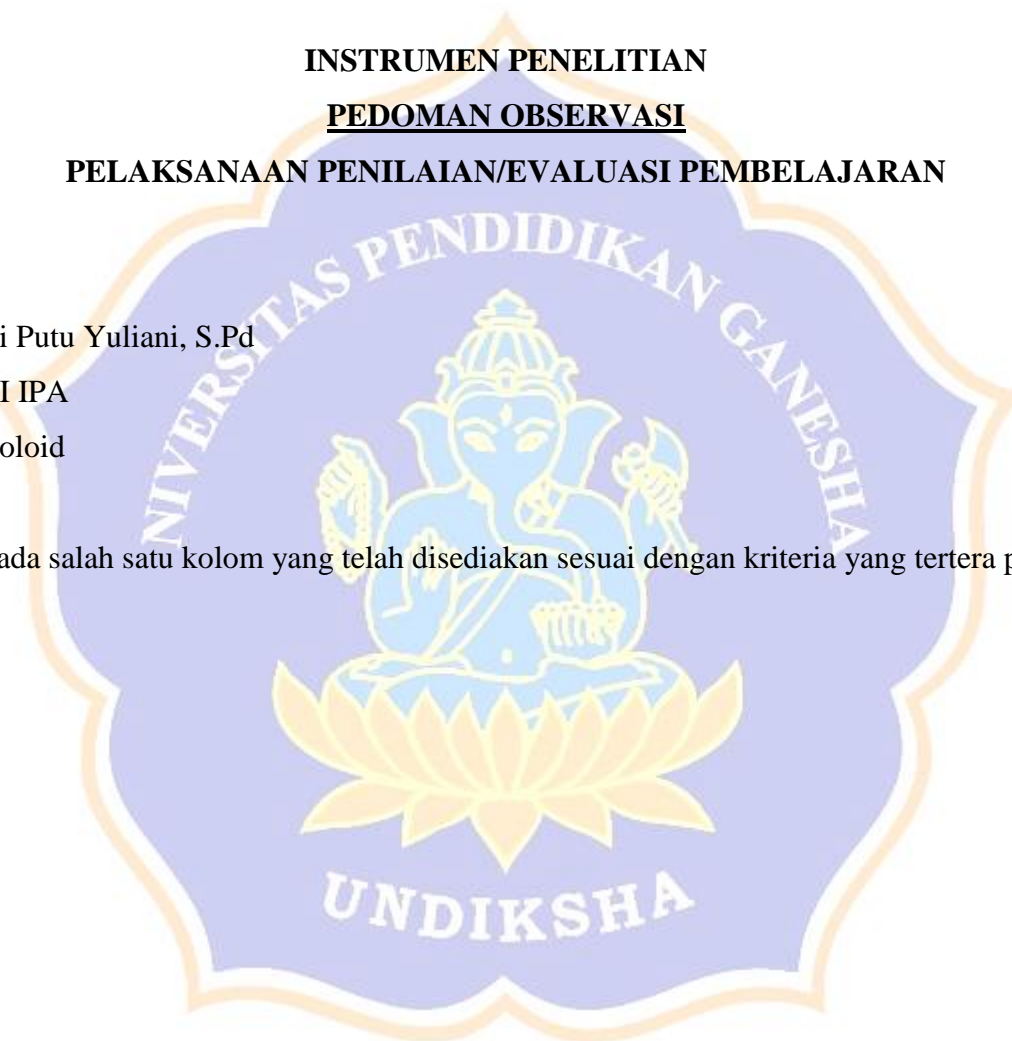 INSTRUMEN PENELITIAN
PEDOMAN OBSERVASI
PELAKSANAAN PENILAIAN/EVALUASI PEMBELAJARAN
NIVERSITAS PENDIDIKAN GANESHA
i Putu Yuliani, S.Pd
I IPA
oloid
ada salah satu kolom yang telah disediakan sesuai dengan kriteria yang tertera p
UNDIKSHA